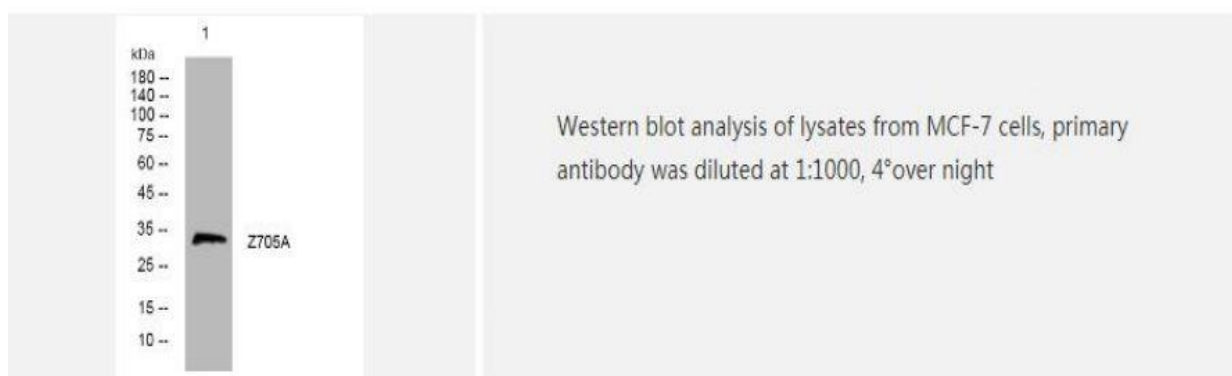 1
kDa
180 --
140 --
100 --
75 --
60 --
45 --
35 --
Z705A
25 --
15 --
10 --
Western blot analysis of lysates from MCF-7 cells, primary
antibody was diluted at 1:1000, 4°over night